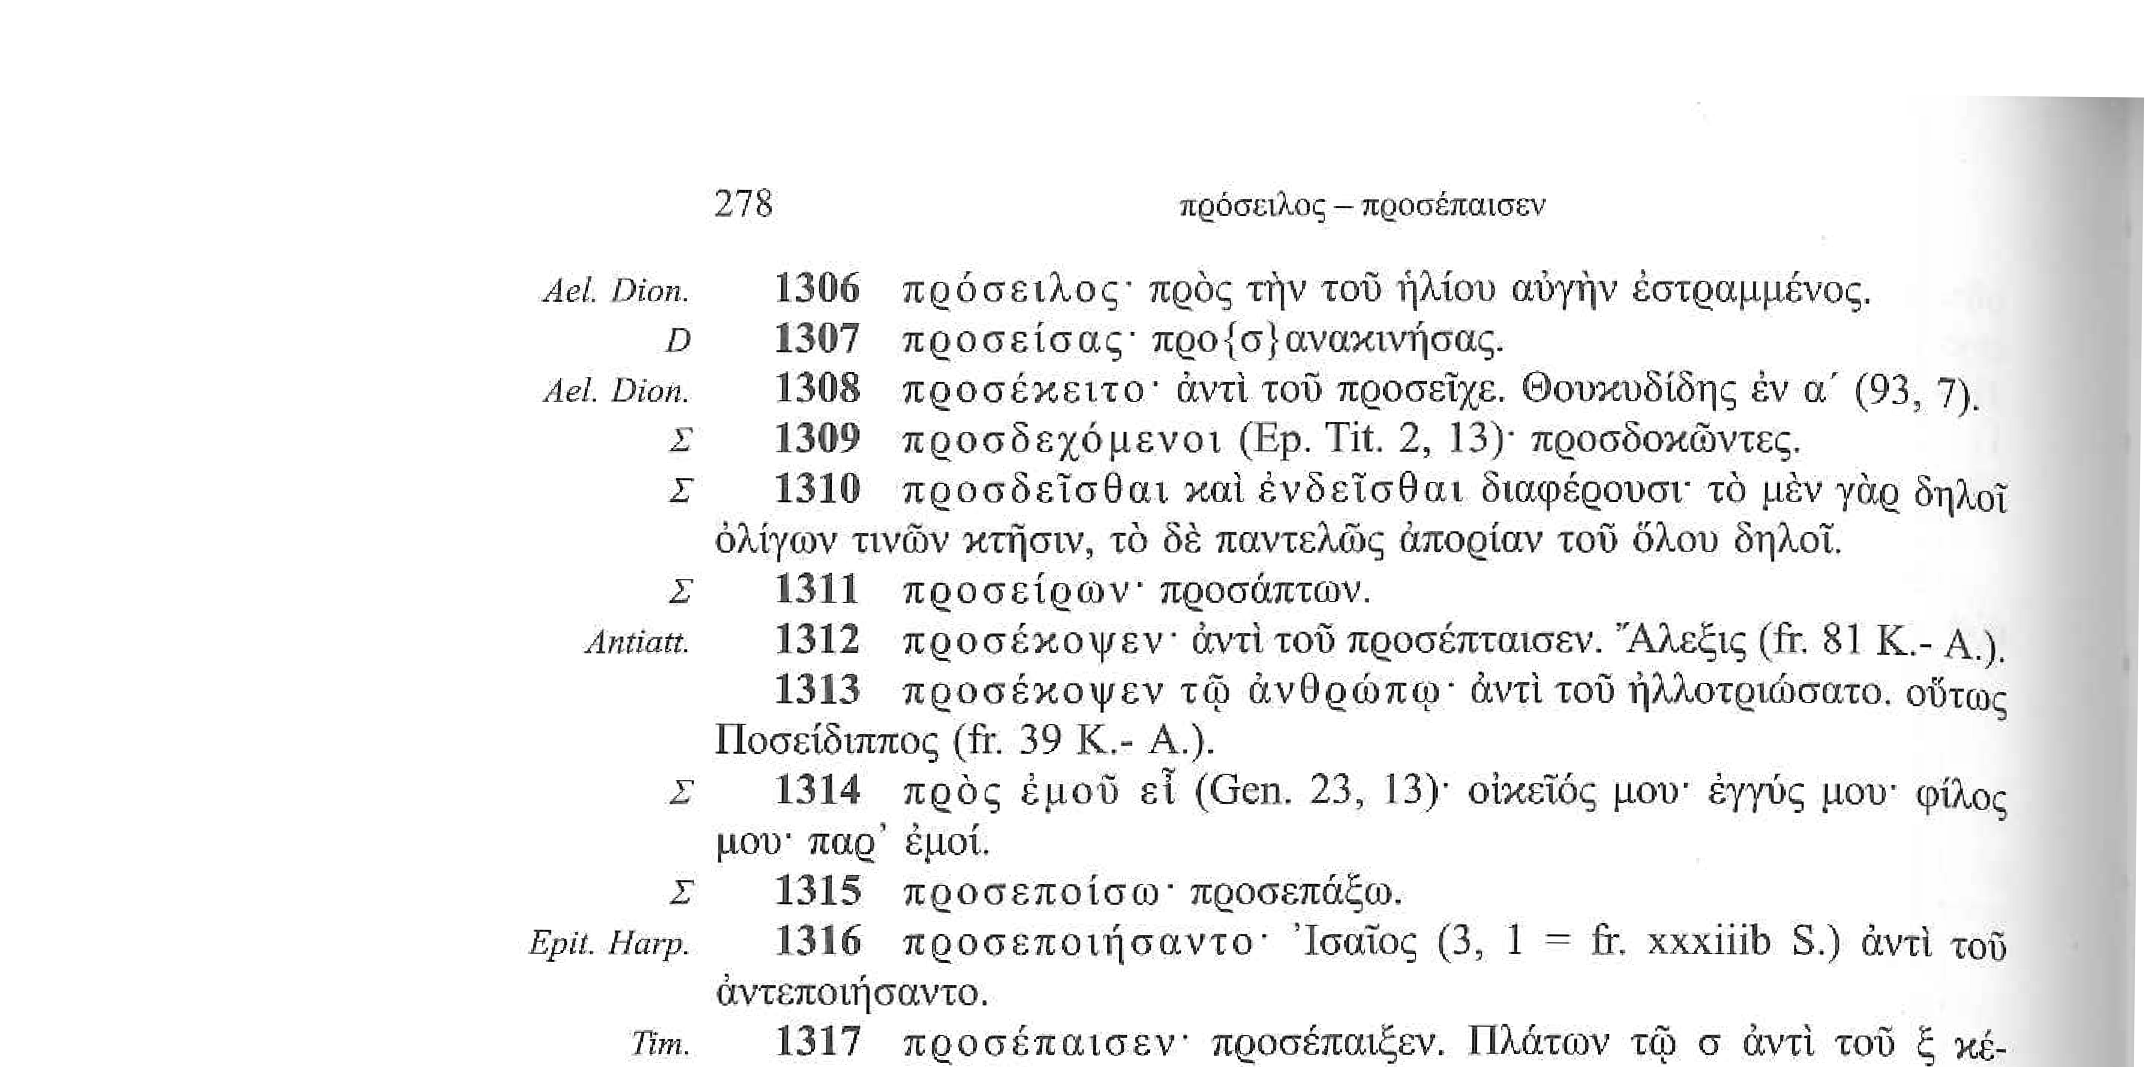 278 πρόσειλος – προσέπαισεν
Ael. Dion. 1306 πρόσειλος· πρὸς τὴν τοῦ ἡλίου αὐγὴν ἐστραμμένος.
D 1307 προσείσας· προ{σ}ανακινήσας.
Ael. Dion. 1308 προσέκειτο· ἀντὶ τοῦ προσεῖχε. Θουκυδίδης ἐν α´ (93, 7).
Σ 1309 προσδεχόμενοι (Ep. Tit. 2, 13)· προσδοκῶντες.
Σ 1310 προσδεῖσθαι καὶ ἐνδεῖσθαι διαφέρουσι· τὸ μὲν γὰρ δηλοῖ
ὀλίγων τινῶν κτῆσιν, τὸ δὲ παντελῶς ἀπορίαν τοῦ ὅλου δηλοῖ.
Σ 1311 προσείρων· προσάπτων.
Antiatt. 1312 προσέκοψεν· ἀντὶ τοῦ προσέπταισεν. Ἄλεξις (fr. 81 K.- A.).
1313 προσέκοψεν τῷ ἀνθρώπῳ· ἀντὶ τοῦ ἠλλοτριώσατο. οὕτως
Ποσείδιππος (fr. 39 K.- A.).
Σ 1314 πρὸς ἐμοῦ εἶ (Gen. 23, 13)· οἰκεῖός μου· ἐγγύς μου· φίλος
μου· παρ᾿ ἐμοί.
Σ 1315 προσεποίσω· προσεπάξω.
Epit. Harp. 1316 προσεποιήσαντο· Ἰσαῖος (3, 1 = fr. xxxiiib S.) ἀντὶ τοῦ
ἀντεποιήσαντο.
Tim. 1317 προσέπαισεν· προσέπαιξεν. Πλάτων τῷ σ ἀντὶ τοῦ ξ κέ-